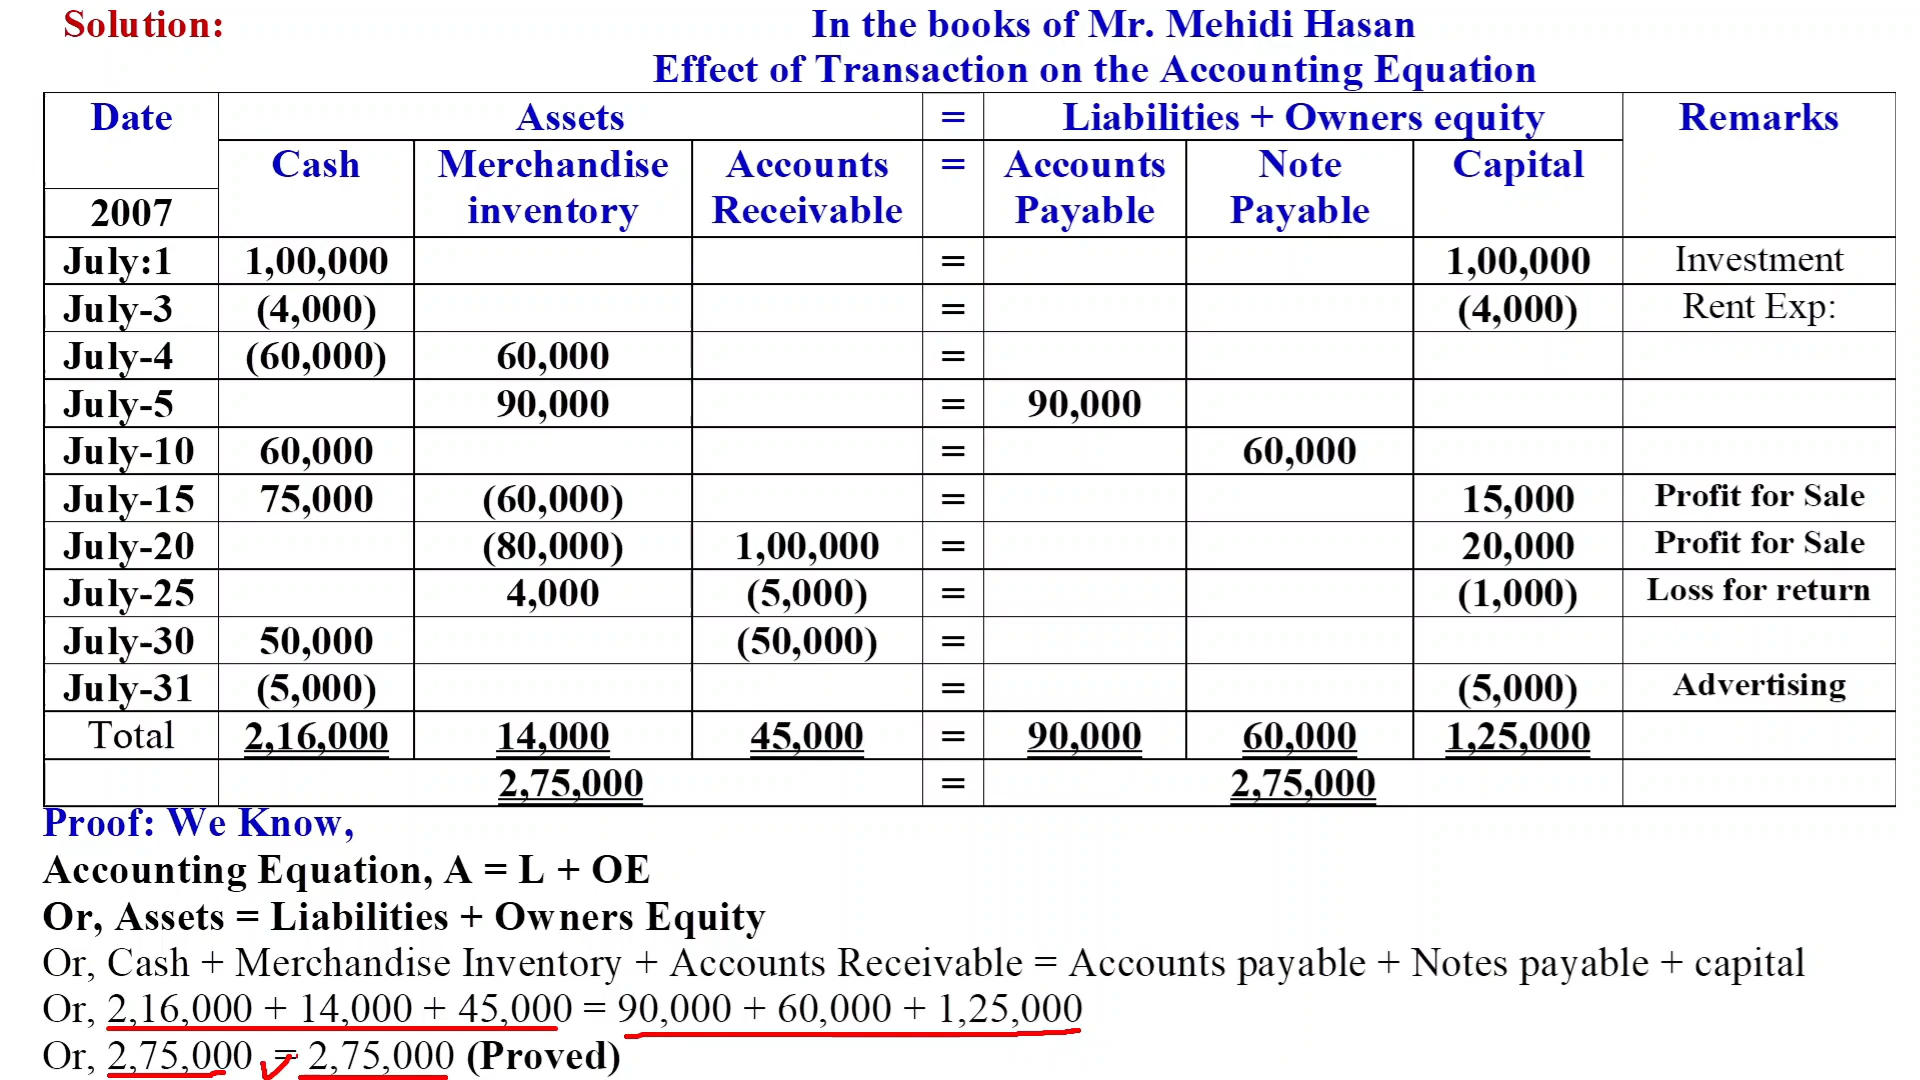 Solution:
In the books of Mr. Mehidi Hasan
Effect of Transaction on the Accounting Equation
Date Assets = Liabilities + Owners equity Remarks
Cash Merchandise inventory Accounts Receivable = Accounts Payable Note Payable Capital
2007
July:1 1,00,000 = 1,00,000 Investment
July-3 (4,000) = (4,000) Rent Exp:
July-4 (60,000) 60,000 =
July-5 90,000 = 90,000
July-10 60,000 = 60,000
July-15 75,000 (60,000) = 15,000 Profit for Sale
July-20 (80,000) 1,00,000 = 20,000 Profit for Sale
July-25 4,000 (5,000) = (1,000) Loss for return
July-30 50,000 (50,000) =
July-31 (5,000) = (5,000) Advertising
Total 2,16,000 14,000 45,000 = 90,000 60,000 1,25,000
2,75,000 = 2,75,000
Proof: We Know,
Accounting Equation, A = L + OE
Or, Assets = Liabilities + Owners Equity
Or, Cash + Merchandise Inventory + Accounts Receivable = Accounts payable + Notes payable + capital
Or, 2,16,000 + 14,000 + 45,000 = 90,000 + 60,000 + 1,25,000
Or, 2,75,000 = 2,75,000 (Proved)